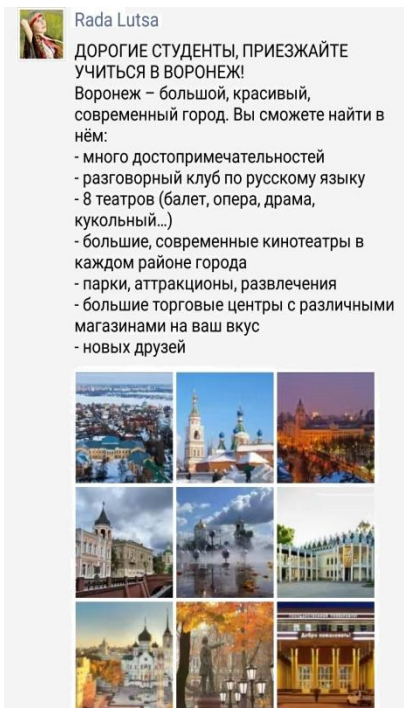 Rada Lutsa
ДОРОГИЕ СТУДЕНТЫ, ПРИЕЗЖАЙТЕ
УЧИТЬСЯ В ВОРОНЕЖ!
Воронеж – большой, красивый,
современный город. Вы сможете найти в
нём:
- много достопримечательностей
- разговорный клуб по русскому языку
- 8 театров (балет, опера, драма,
кукольный...)
- большие, современные кинотеатры в
каждом районе города
- парки, аттракционы, развлечения
- большие торговые центры с различными
магазинами на ваш вкус
- новых друзей
Добро пожаловать!